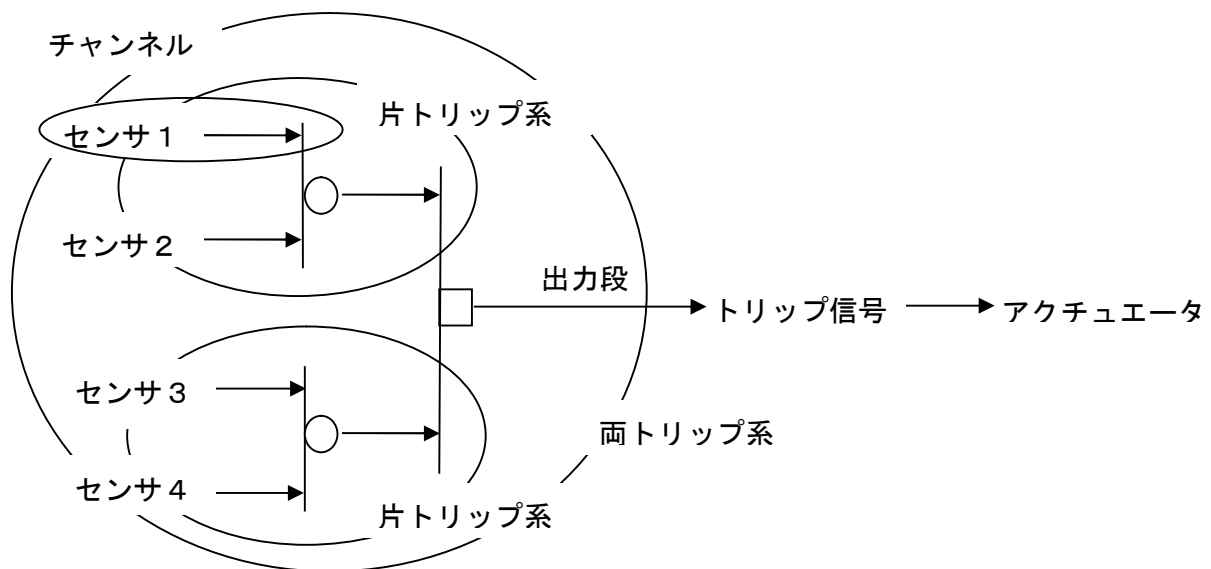 チャンネル
片トリップ系
センサ１
センサ２
出力段
トリップ信号
アクチュエータ
センサ３
両トリップ系
センサ４
片トリップ系